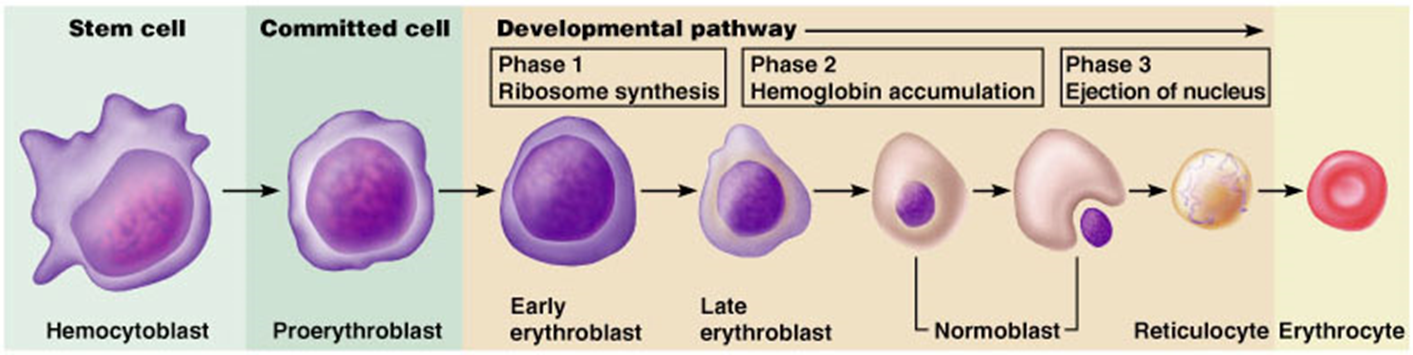 Stem cell
Committed cell
Developmental pathway
Phase 1
Ribosome synthesis
Phase 2
Hemoglobin accumulation
Phase 3
Ejection of nucleus
Hemocytoblast
Proerythroblast
Early
erythroblast
Late
erythroblast
Normoblast
Reticulocyte
Erythrocyte